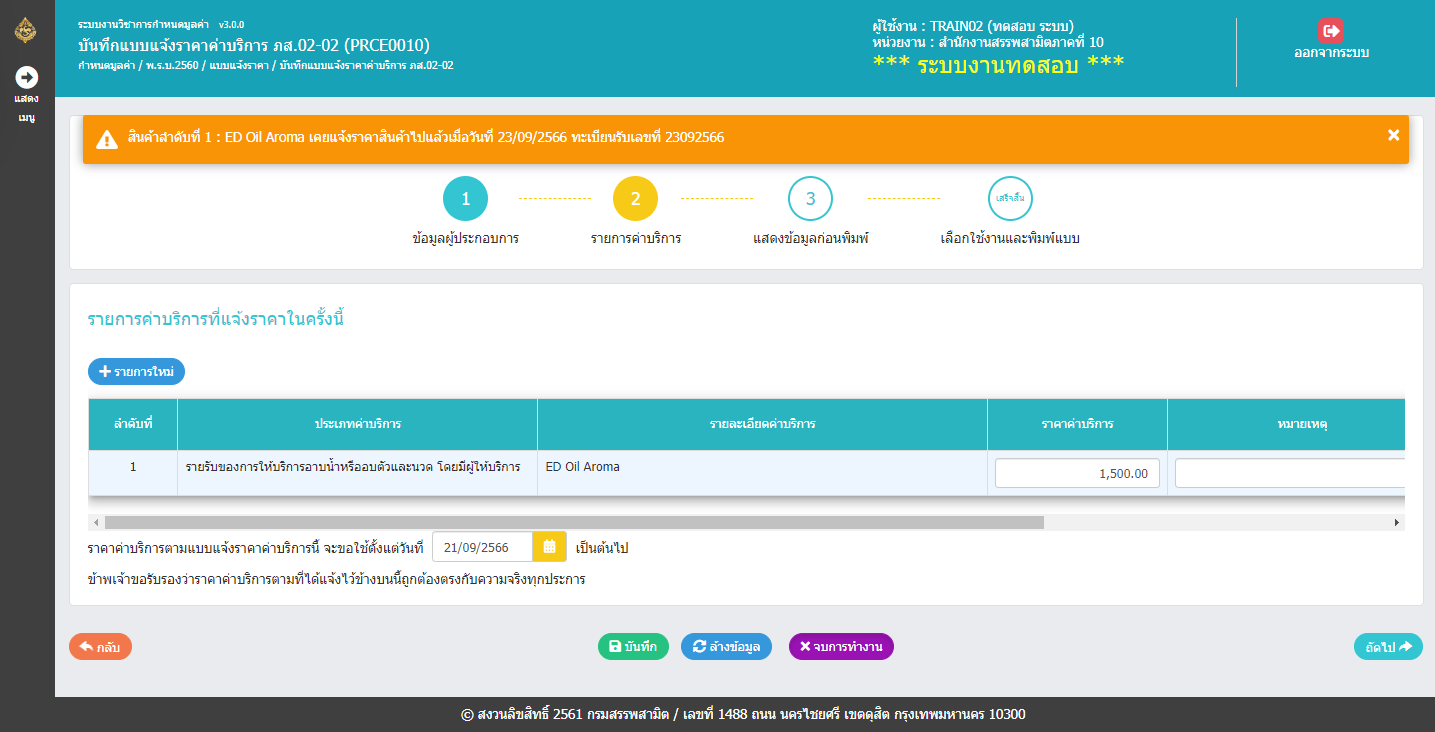 ระบบงานวิชาการกำหนดมูลค่า v3.0.0
บันทึกแบบแจ้งราคาค่าบริการ ภส.02-02 (PRCE0010)
กำหนดมูลค่า / พ.ร.บ.2560 / แบบแจ้งราคา / บันทึกแบบแจ้งราคาค่าบริการ ภส.02-02
ผู้ใช้งาน : TRAIN02 (ทดสอบ ระบบ)
หน่วยงาน : สำนักงานสรรพสามิตภาคที่ 10
*** ระบบงานทดสอบ ***
ออกจากระบบ
แสดง
เมนู
สินค้าลำดับที่ 1 : ED Oil Aroma เคยแจ้งราคาสินค้าไปแล้วเมื่อวันที่ 23/09/2566 ทะเบียนรับเลขที่ 23092566
1 2 3 เสร็จสิ้น
ข้อมูลผู้ประกอบการ รายการค่าบริการ แสดงข้อมูลก่อนพิมพ์ เลือกใช้งานและพิมพ์แบบ
รายการค่าบริการที่แจ้งราคาในครั้งนี้
รายการใหม่
ลำดับที่ ประเภทค่าบริการ รายละเอียดค่าบริการ ราคาค่าบริการ หมายเหตุ
1 รายรับของการให้บริการอาบน้ำหรืออบตัวและนวด โดยมีผู้ให้บริการ ED Oil Aroma 1,500.00
ราคาค่าบริการตามแบบแจ้งราคาค่าบริการนี้ จะขอใช้ตั้งแต่วันที่ 21/09/2566 เป็นต้นไป
ข้าพเจ้าขอรับรองว่าราคาค่าบริการตามที่ได้แจ้งไว้ข้างบนนี้ถูกต้องตรงกับความจริงทุกประการ
กลับ บันทึก ล้างข้อมูล จบการทำงาน ถัดไป
© สงวนลิขสิทธิ์ 2561 กรมสรรพสามิต / เลขที่ 1488 ถนน นครไชยศรี เขตดุสิต กรุงเทพมหานคร 10300